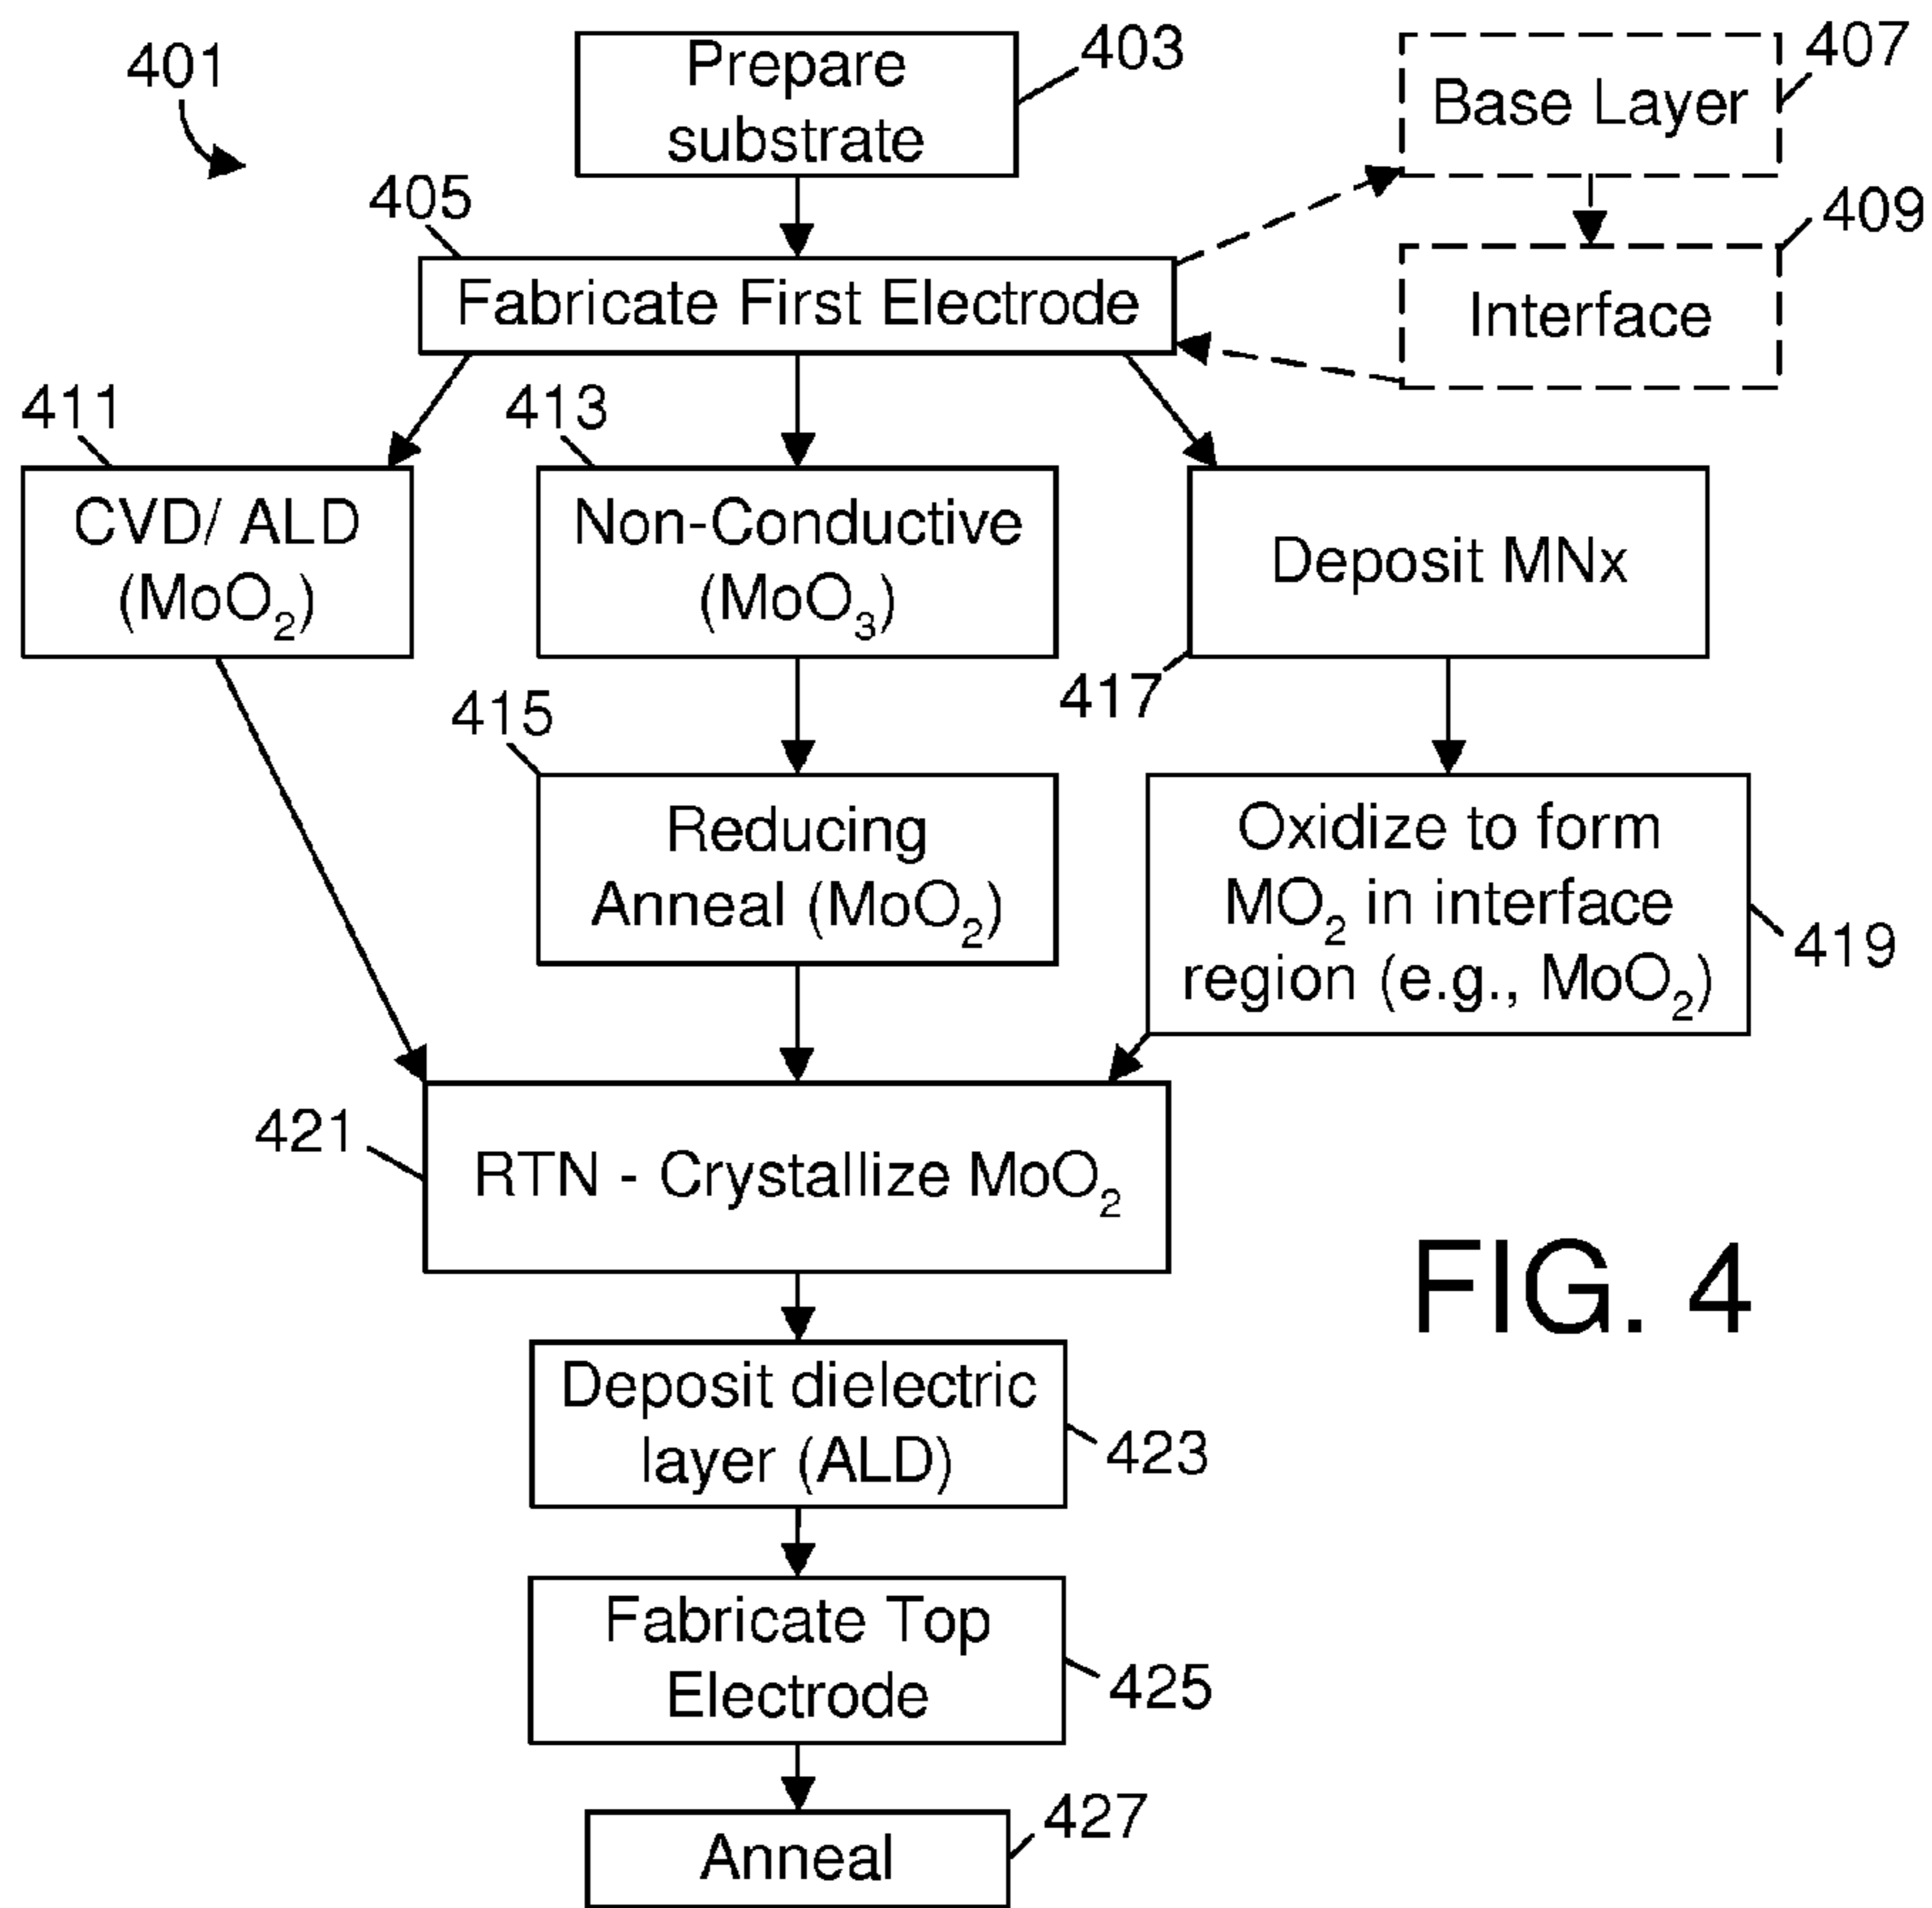 401
Prepare
substrate
403
Base Layer
407
405
Fabricate First Electrode
Interface
409
411
CVD/ ALD
(MoO₂)
413
Non-Conductive
(MoO₃)
Deposit MNx
417
415
Reducing
Anneal (MoO₂)
Oxidize to form
MO₂ in interface
region (e.g., MoO₂)
419
421
RTN - Crystallize MoO₂
Deposit dielectric
layer (ALD)
423
Fabricate Top
Electrode
425
Anneal
427
FIG. 4